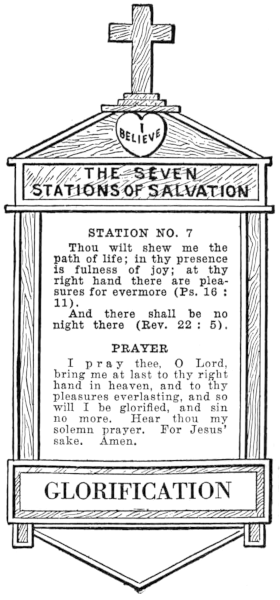 I
BELIEVE
THE SEVEN
STATIONS OF SALVATION
STATION NO. 7
Thou wilt shew me the
path of life; in thy presence
is fulness of joy; at thy
right hand there are plea-
sures for evermore (Ps. 16 :
11).
And there shall be no
night there (Rev. 22 : 5).
PRAYER
I pray thee, O Lord,
bring me at last to thy right
hand in heaven, and to thy
pleasures everlasting, and so
will I be glorified, and sin
no more. Hear thou my
solemn prayer. For Jesus'
sake. Amen.
GLORIFICATION